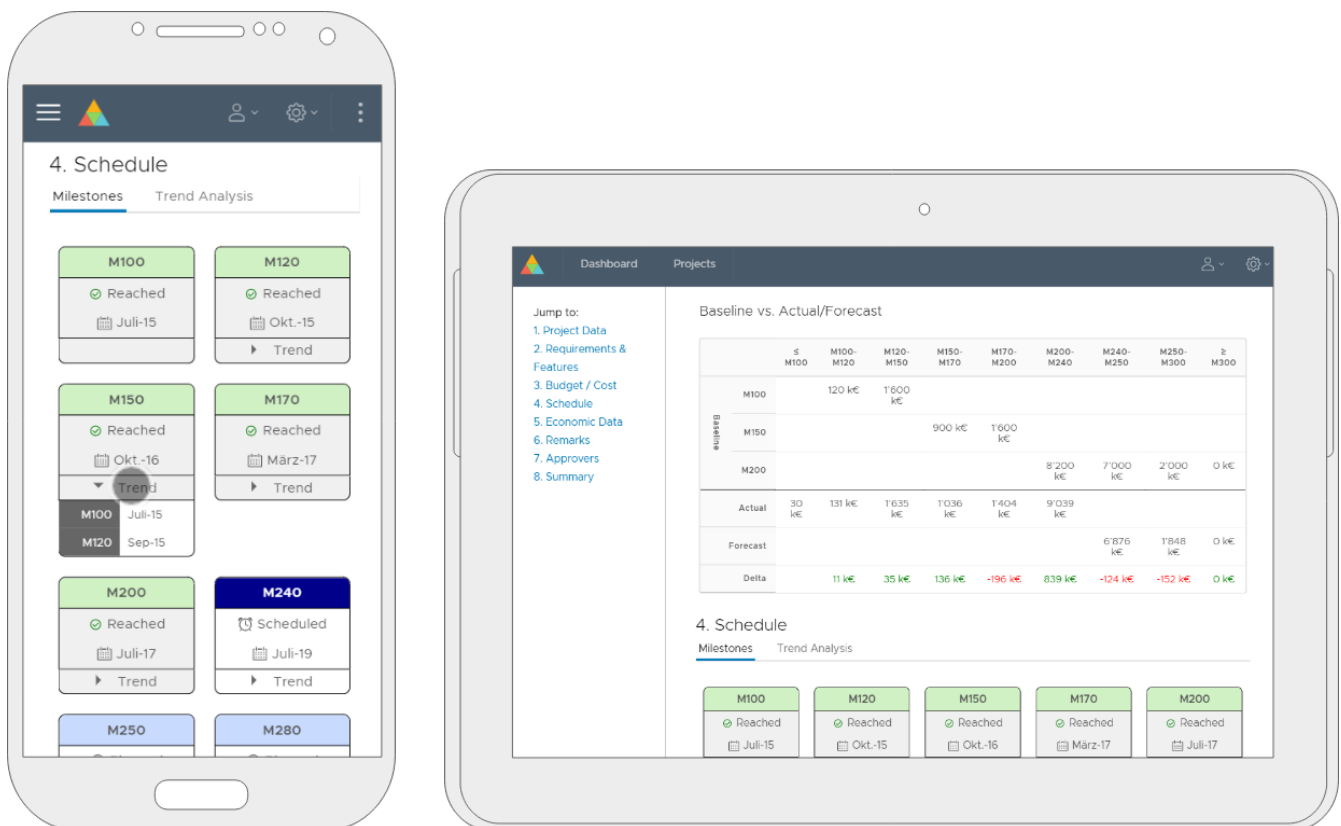 4. Schedule
Milestones Trend Analysis
M100 M120
Reached Reached
Juli-15 Okt.-15
Trend
M150 M170
Reached Reached
Okt.-16 März-17
Trend Trend
M100 Juli-15
M120 Sep-15
M200 M240
Reached Scheduled
Juli-17 Juli-19
Trend Trend
M250 M280
Dashboard Projects
Jump to:
1. Project Data
2. Requirements &
Features
3. Budget / Cost
4. Schedule
5. Economic Data
6. Remarks
7. Approvers
8. Summary
Baseline vs. Actual/Forecast
≤ M100- M120- M150- M170- M200- M240- M250- ≥
M100 M120 M150 M170 M200 M240 M250 M300 M300
Baseline
M100 120 k€ 1'600 k€
M150 900 k€ 1'600 k€
M200 8'200 k€ 7'000 k€ 2'000 k€ 0 k€
Actual 30 k€ 131 k€ 1'635 k€ 1'036 k€ 1'404 k€ 9'039 k€
Forecast 6'876 k€ 1'848 k€ 0 k€
Delta 11 k€ 35 k€ 136 k€ -196 k€ 839 k€ -124 k€ -152 k€ 0 k€
4. Schedule
Milestones Trend Analysis
M100 M120 M150 M170 M200
Reached Reached Reached Reached Reached
Juli-15 Okt.-15 Okt.-16 März-17 Juli-17